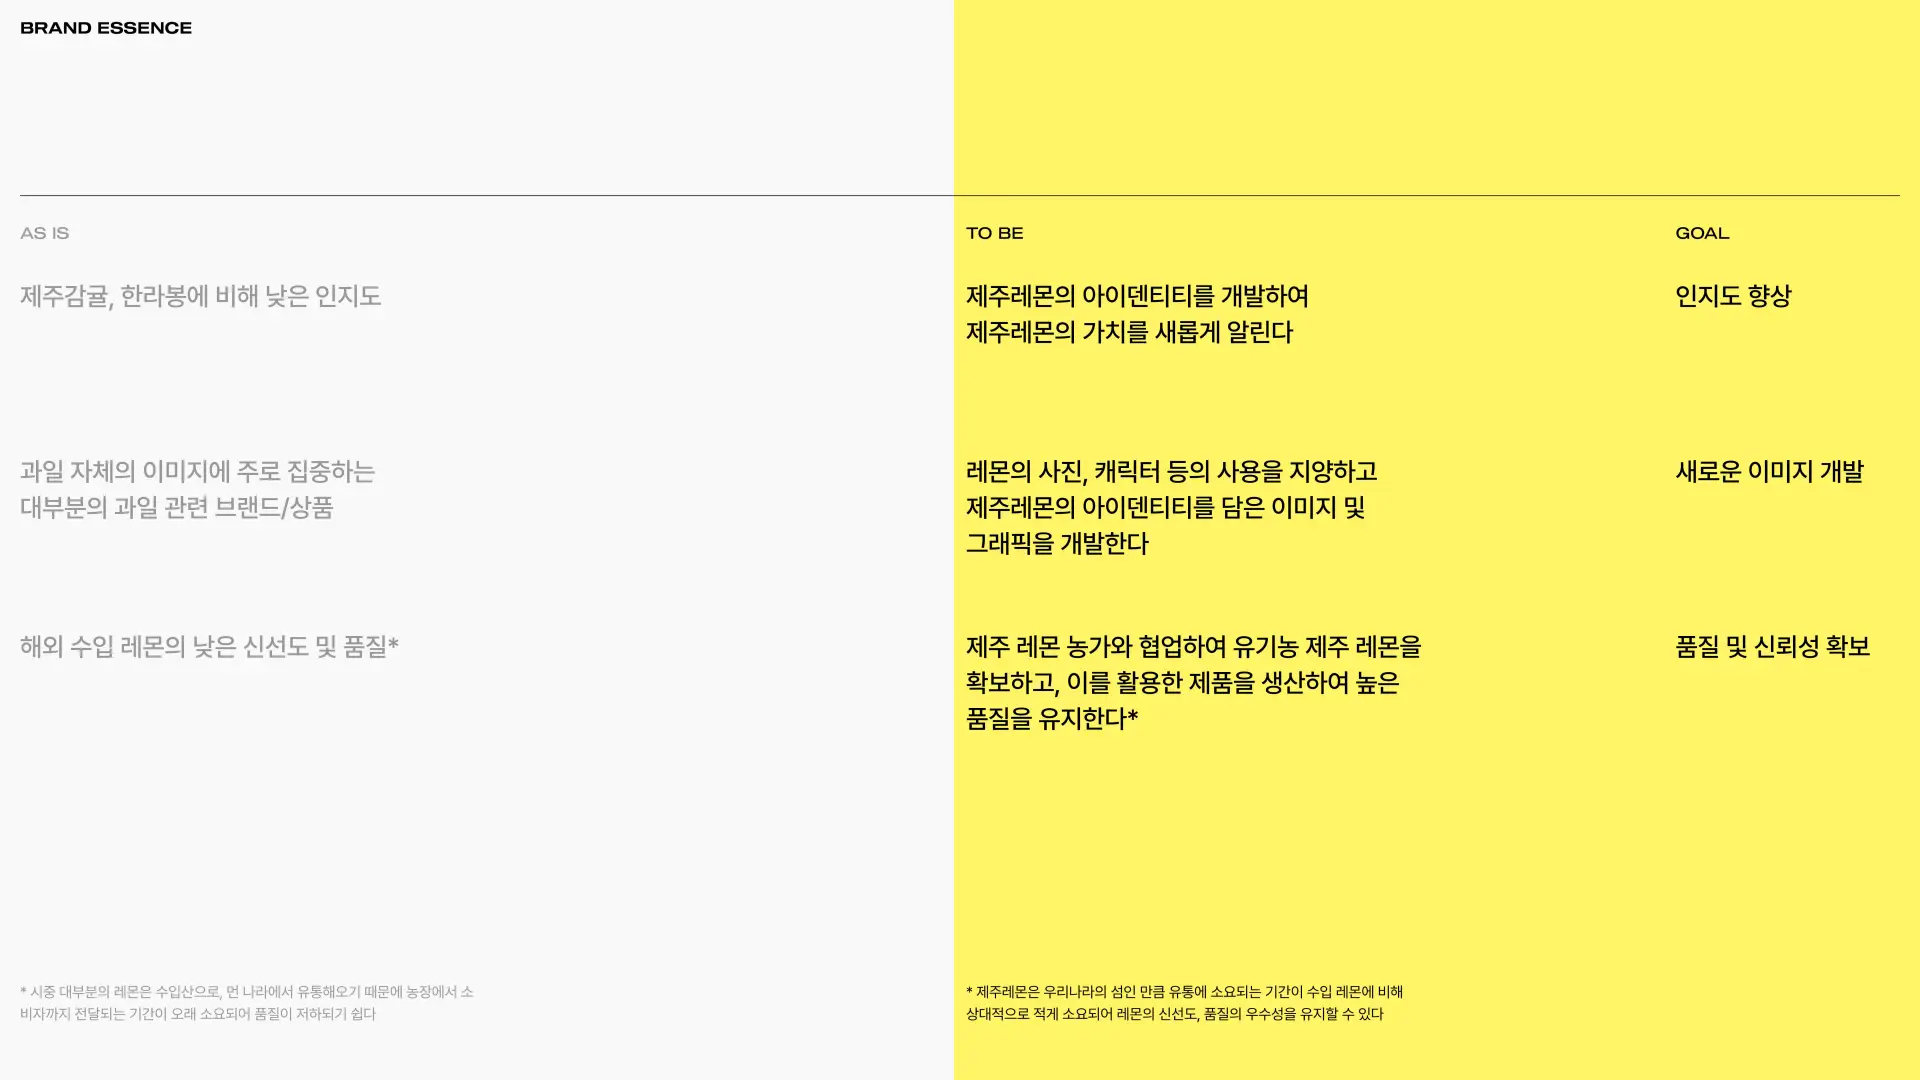 BRAND ESSENCE
AS IS
제주감귤, 한라봉에 비해 낮은 인지도
과일 자체의 이미지에 주로 집중하는
대부분의 과일 관련 브랜드/상품
해외 수입 레몬의 낮은 신선도 및 품질*
* 시중 대부분의 레몬은 수입산으로, 먼 나라에서 유통해오기 때문에 농장에서 소
비자까지 전달되는 기간이 오래 소요되어 품질이 저하되기 쉽다
TO BE
제주레몬의 아이덴티티를 개발하여
제주레몬의 가치를 새롭게 알린다
레몬의 사진, 캐릭터 등의 사용을 지양하고
제주레몬의 아이덴티티를 담은 이미지 및
그래픽을 개발한다
제주 레몬 농가와 협업하여 유기농 제주 레몬을
확보하고, 이를 활용한 제품을 생산하여 높은
품질을 유지한다*
* 제주레몬은 우리나라의 섬인 만큼 유통에 소요되는 기간이 수입 레몬에 비해
상대적으로 적게 소요되어 레몬의 신선도, 품질의 우수성을 유지할 수 있다
GOAL
인지도 향상
새로운 이미지 개발
품질 및 신뢰성 확보